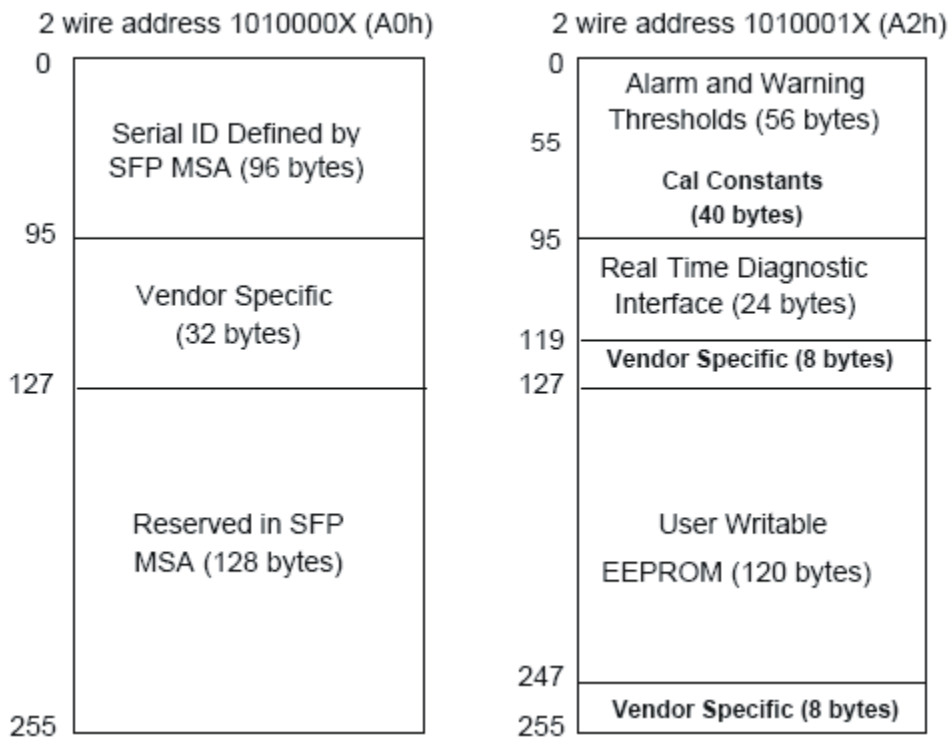 2 wire address 1010000X (A0h)
0
Serial ID Defined by
SFP MSA (96 bytes)
95
Vendor Specific
(32 bytes)
127
Reserved in SFP
MSA (128 bytes)
255
2 wire address 1010001X (A2h)
0
Alarm and Warning
Thresholds (56 bytes)
55
Cal Constants
(40 bytes)
95
Real Time Diagnostic
Interface (24 bytes)
119
Vendor Specific (8 bytes)
127
User Writable
EEPROM (120 bytes)
247
Vendor Specific (8 bytes)
255